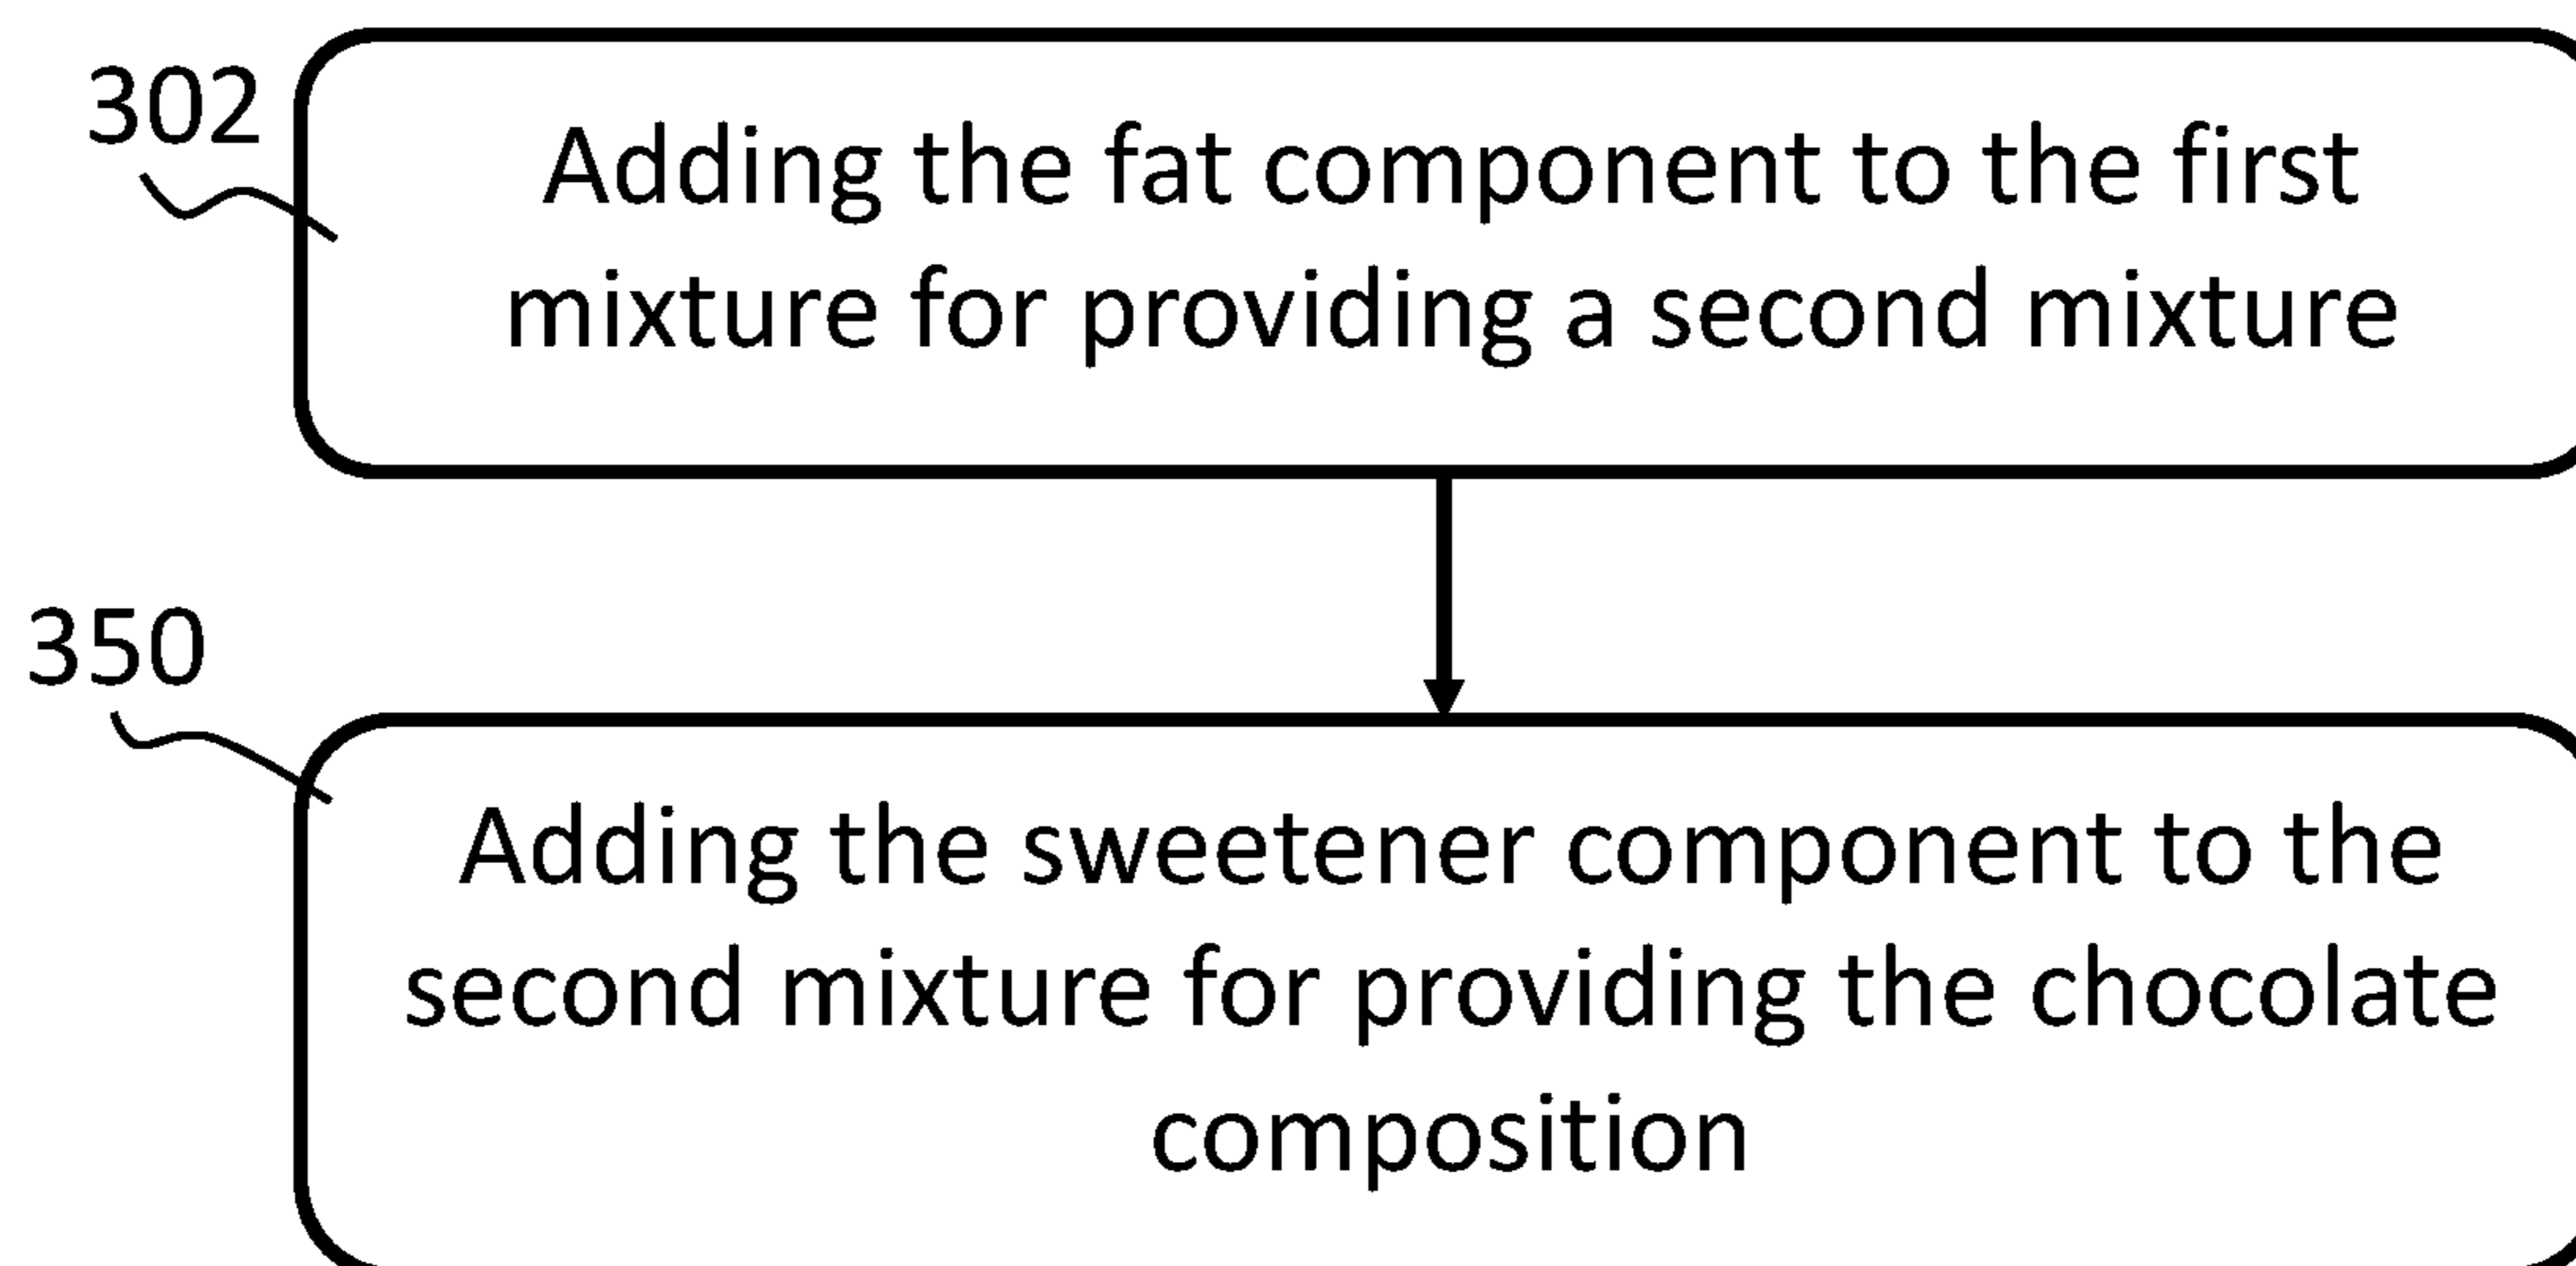 302
Adding the fat component to the first
mixture for providing a second mixture
350
Adding the sweetener component to the
second mixture for providing the chocolate
composition